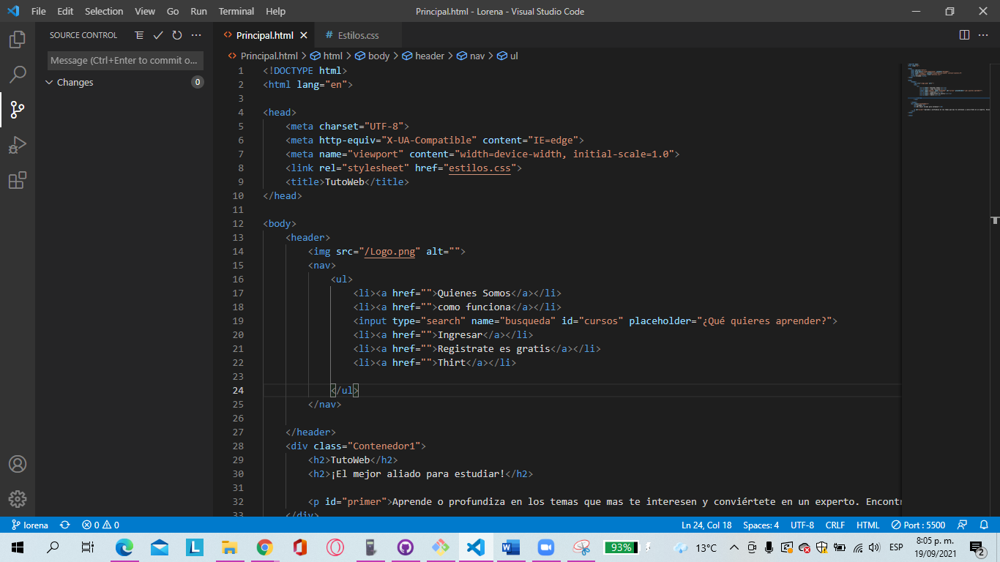 File Edit Selection View Go Run Terminal Help Principal.html - Lorena - Visual Studio Code
SOURCE CONTROL
Message (Ctrl+Enter to commit o...
Changes 0
Principal.html # Estilos.css
Principal.html > html > body > header > nav > ul
1 <!DOCTYPE html>
2 <html lang="en">
3
4 <head>
5 <meta charset="UTF-8">
6 <meta http-equiv="X-UA-Compatible" content="IE=edge">
7 <meta name="viewport" content="width=device-width, initial-scale=1.0">
8 <link rel="stylesheet" href="estilos.css">
9 <title>TutoWeb</title>
10 </head>
11
12 <body>
13 <header>
14 <img src="/Logo.png" alt="">
15 <nav>
16 <ul>
17 <li><a href="">Quienes Somos</a></li>
18 <li><a href="">como funciona</a></li>
19 <input type="search" name="busqueda" id="cursos" placeholder="¿Qué quieres aprender?">
20 <li><a href="">Ingresar</a></li>
21 <li><a href="">Registrate es gratis</a></li>
22 <li><a href="">Thirt</a></li>
23
24 </ul>
25 </nav>
26
27 </header>
28 <div class="Contenedor1">
29 <h2>TutoWeb</h2>
30 <h2>¡El mejor aliado para estudiar!</h2>
31
32 <p id="primer">Aprende o profundiza en los temas que mas te interesen y conviértete en un experto. Encontr
33 </div>
lorena 0 0 Ln 24, Col 18 Spaces: 4 UTF-8 CRLF HTML Port : 5500
93% 13°C ESP 8:05 p. m.
19/09/2021 2